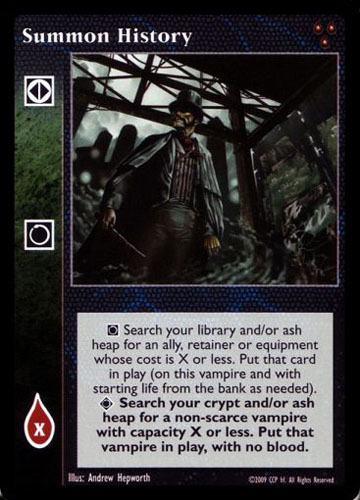 Summon History
Search your library and/or ash
heap for an ally, retainer or equipment
whose cost is X or less. Put that card
in play (on this vampire and with
starting life from the bank as needed).
Search your crypt and/or ash
heap for a non-scarce vampire
with capacity X or less. Put that
vampire in play, with no blood.
X
Illus: Andrew Hepworth ©2009 CCP hf. All Rights Reserved